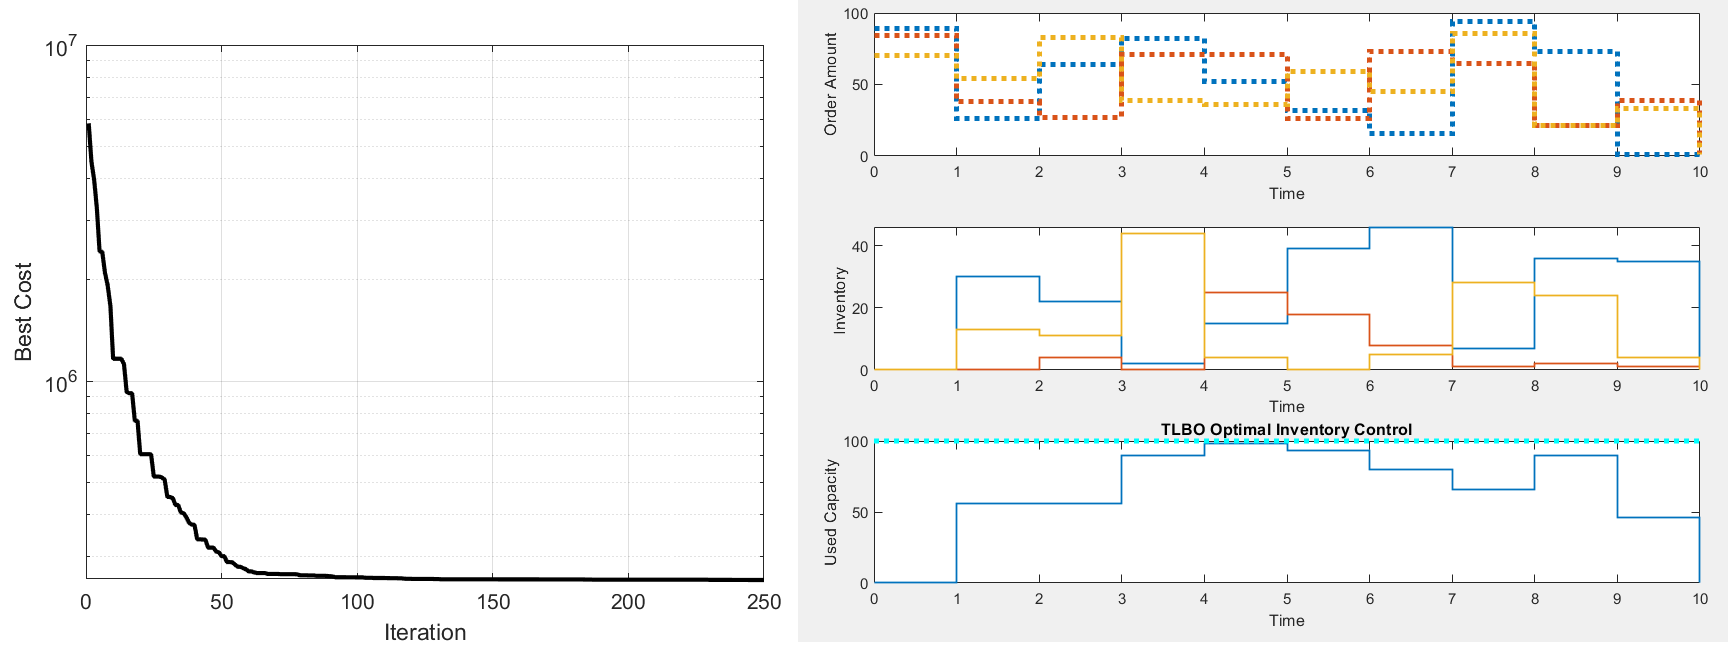 10^7
10^6
Best Cost
0 50 100 150 200 250
Iteration
100
50
0
Order Amount
0 1 2 3 4 5 6 7 8 9 10
Time
40
20
0
Inventory
0 1 2 3 4 5 6 7 8 9 10
Time
TLBO Optimal Inventory Control
100
50
0
Used Capacity
0 1 2 3 4 5 6 7 8 9 10
Time